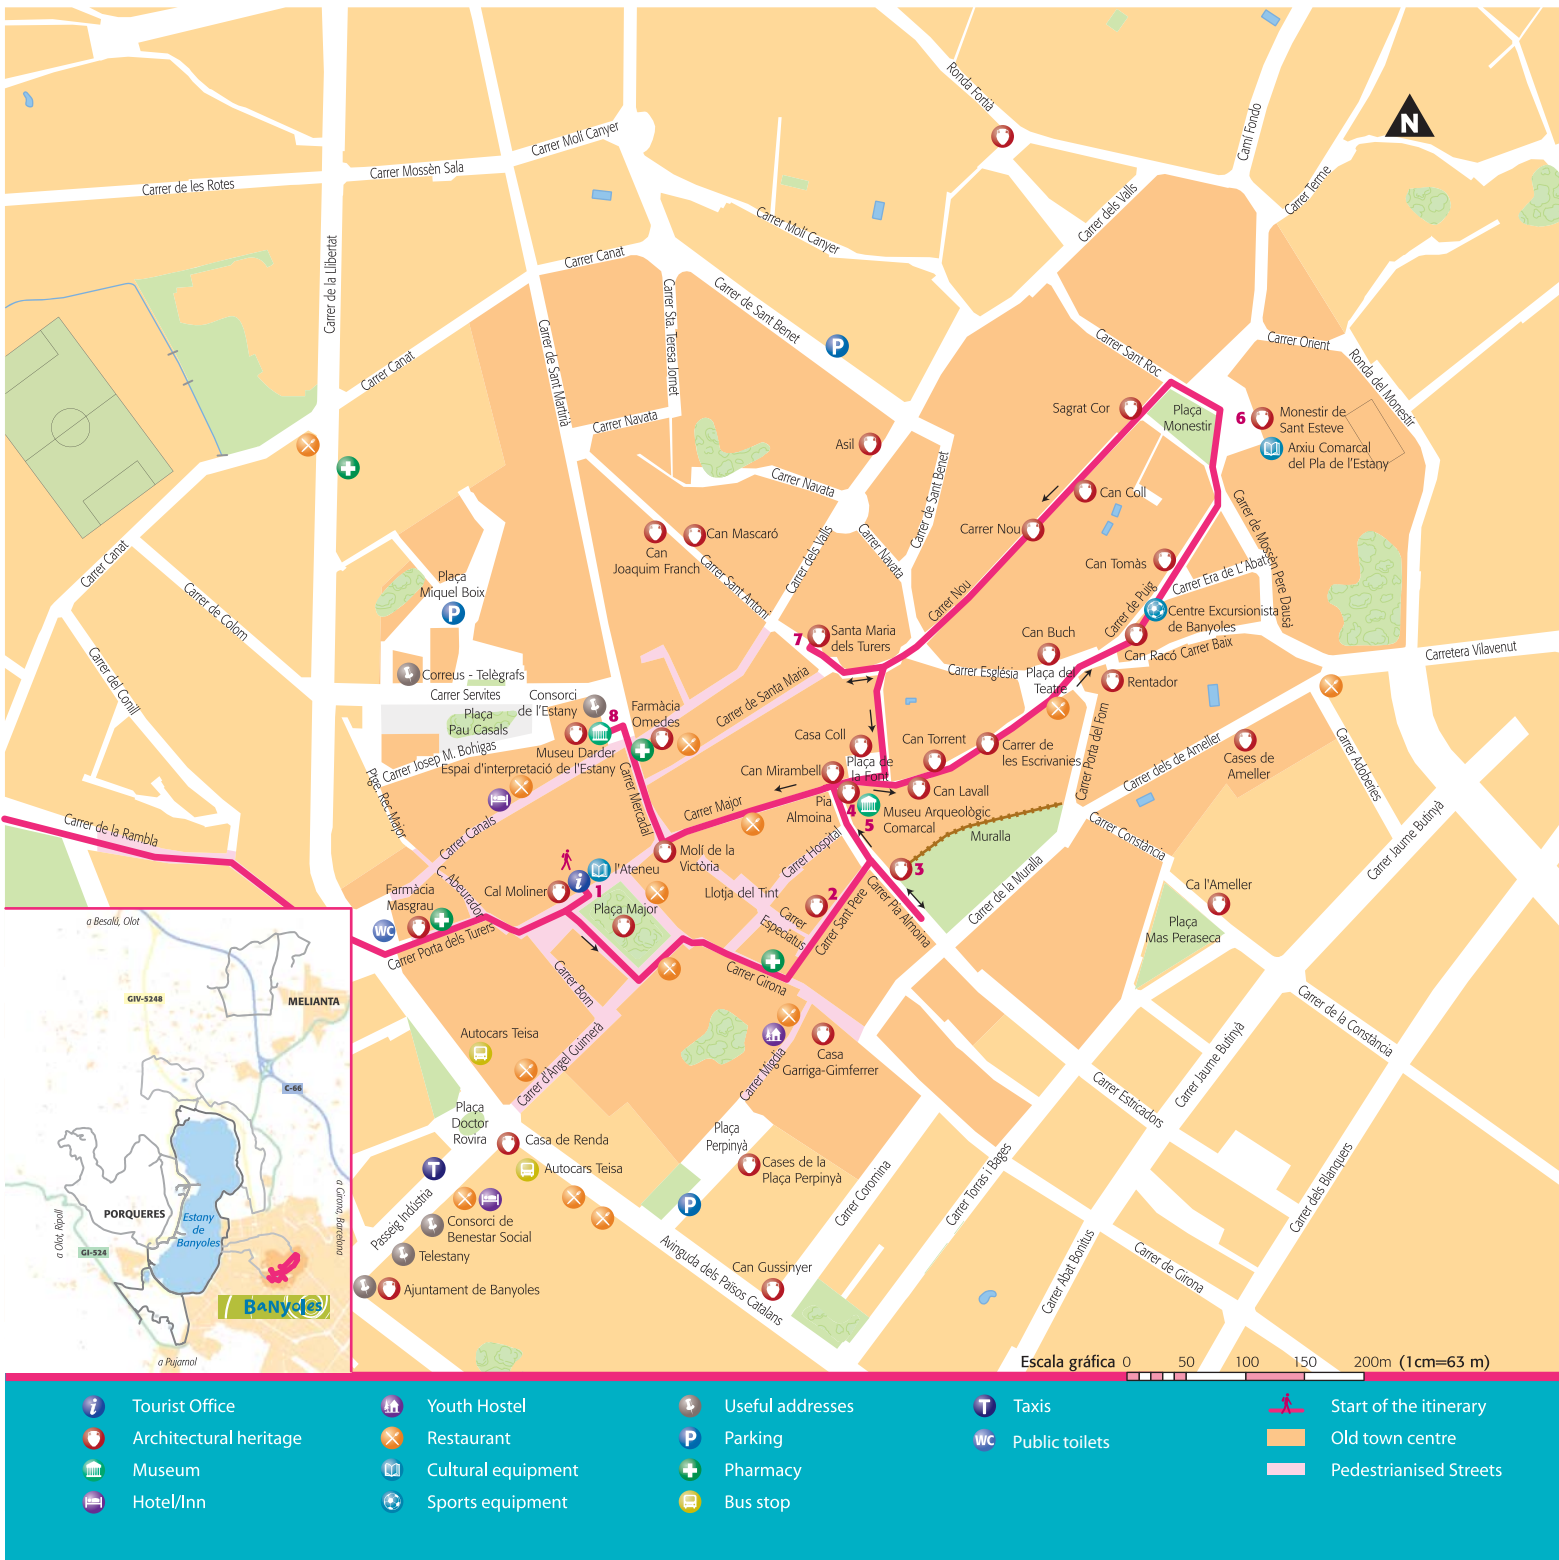 Ronda Fortià
Camí Fondo
N
Carrer Molí Canyer
Carrer Mossèn Sala
Carrer de les Rotes
Carrer Terme
Carrer dels Valls
Carrer Molí Canyer
Carrer de la Llibertat
Carrer Canat
Carrer Sta. Teresa Jornet
Carrer de Sant Benet
Carrer de Sant Martirià
Carrer Canat
P
Carrer Sant Roc
Carrer Orient
Ronda del Monestir
Sagrat Cor
Plaça
Monestir
6
Monestir de
Sant Esteve
Arxiu Comarcal
del Pla de l'Estany
Carrer Navata
Asil
Carrer Navata
Carrer de Sant Benet
Can Coll
Carrer Nou
Carrer de Mossèn Pere Dausà
Can Mascaró
Can
Joaquim Franch
Carrer Sant Antoni
Carrer dels Valls
Carrer Navata
Can Tomàs
Carrer Era de L'Abat
Carrer Canat
Carrer de Colom
Plaça
Miquel Boix
P
Carrer Nou
Carrer de Puig
Centre Excursionista
de Banyoles
7
Santa Maria
dels Turers
Can Buch
Can Racó
Carrer Baix
Carretera Vilavenut
Carrer del Conill
Correus - Telègrafs
Carrer Servites
Consorci
de l'Estany
8
Farmàcia
Omedes
Carrer de Santa Maria
Carrer Església
Plaça del
Teatre
Rentador
Plaça
Pau Casals
Carrer Josep M. Bohigas
Museu Darder
Espai d'interpretació de l'Estany
Casa Coll
Can Torrent
Carrer de
les Escrivanies
Carrer Porta del Forn
Carrer dels de Ameller
Cases de
Ameller
Carrer Adoberies
Can Mirambell
Plaça de
la Font
Can Lavall
Ptge. Rec Major
Carrer Canals
Carrer Mercadal
Carrer Major
Pia
Almoina
4
5
Museu Arqueològic
Comarcal
Muralla
Carrer Constància
Carrer Jaume Butinyà
Carrer de la Rambla
Carrer Hospital
Molí de la
Victòria
l'Ateneu
1
Cal Moliner
C. Abeurador
Farmàcia
Masgrau
WC
Carrer Porta dels Turers
Plaça Major
Llotja del Tint
2
3
Carrer
Especiatus
Carrer Sant Pere
Carrer Pia Almoina
Carrer de la Muralla
Ca l'Ameller
Plaça
Mas Peraseca
Carrer Girona
Carrer Born
Carrer de la Constància
Autocars Teisa
Carrer d'Àngel Guimerà
Carrer Migdia
Casa
Garriga-Gimferrer
Carrer Jaume Butinyà
Carrer Estricadors
Plaça
Doctor
Rovira
Casa de Renda
Plaça
Perpinyà
Cases de la
Plaça Perpinyà
T
Autocars Teisa
Passeig Indústria
Consorci de
Benestar Social
Telestany
Ajuntament de Banyoles
P
Carrer Coromina
Carrer Torras i Bages
Carrer dels Blanquers
Avinguda dels Països Catalans
Can Gussinyer
Carrer Abat Bonitus
Carrer de Girona
a Besalú, Olot
GIV-5248
MELIANTA
C-66
PORQUERES
Estany
de
Banyoles
a Olot, Ripoll
GI-524
a Girona, Barcelona
BaNyoles
a Pujarnol
Escala gráfica 0 50 100 150 200m (1cm=63 m)
i Tourist Office
Architectural heritage
Museum
Hotel/Inn
Youth Hostel
Restaurant
Cultural equipment
Sports equipment
Useful addresses
P Parking
Pharmacy
Bus stop
T Taxis
WC Public toilets
Start of the itinerary
Old town centre
Pedestrianised Streets